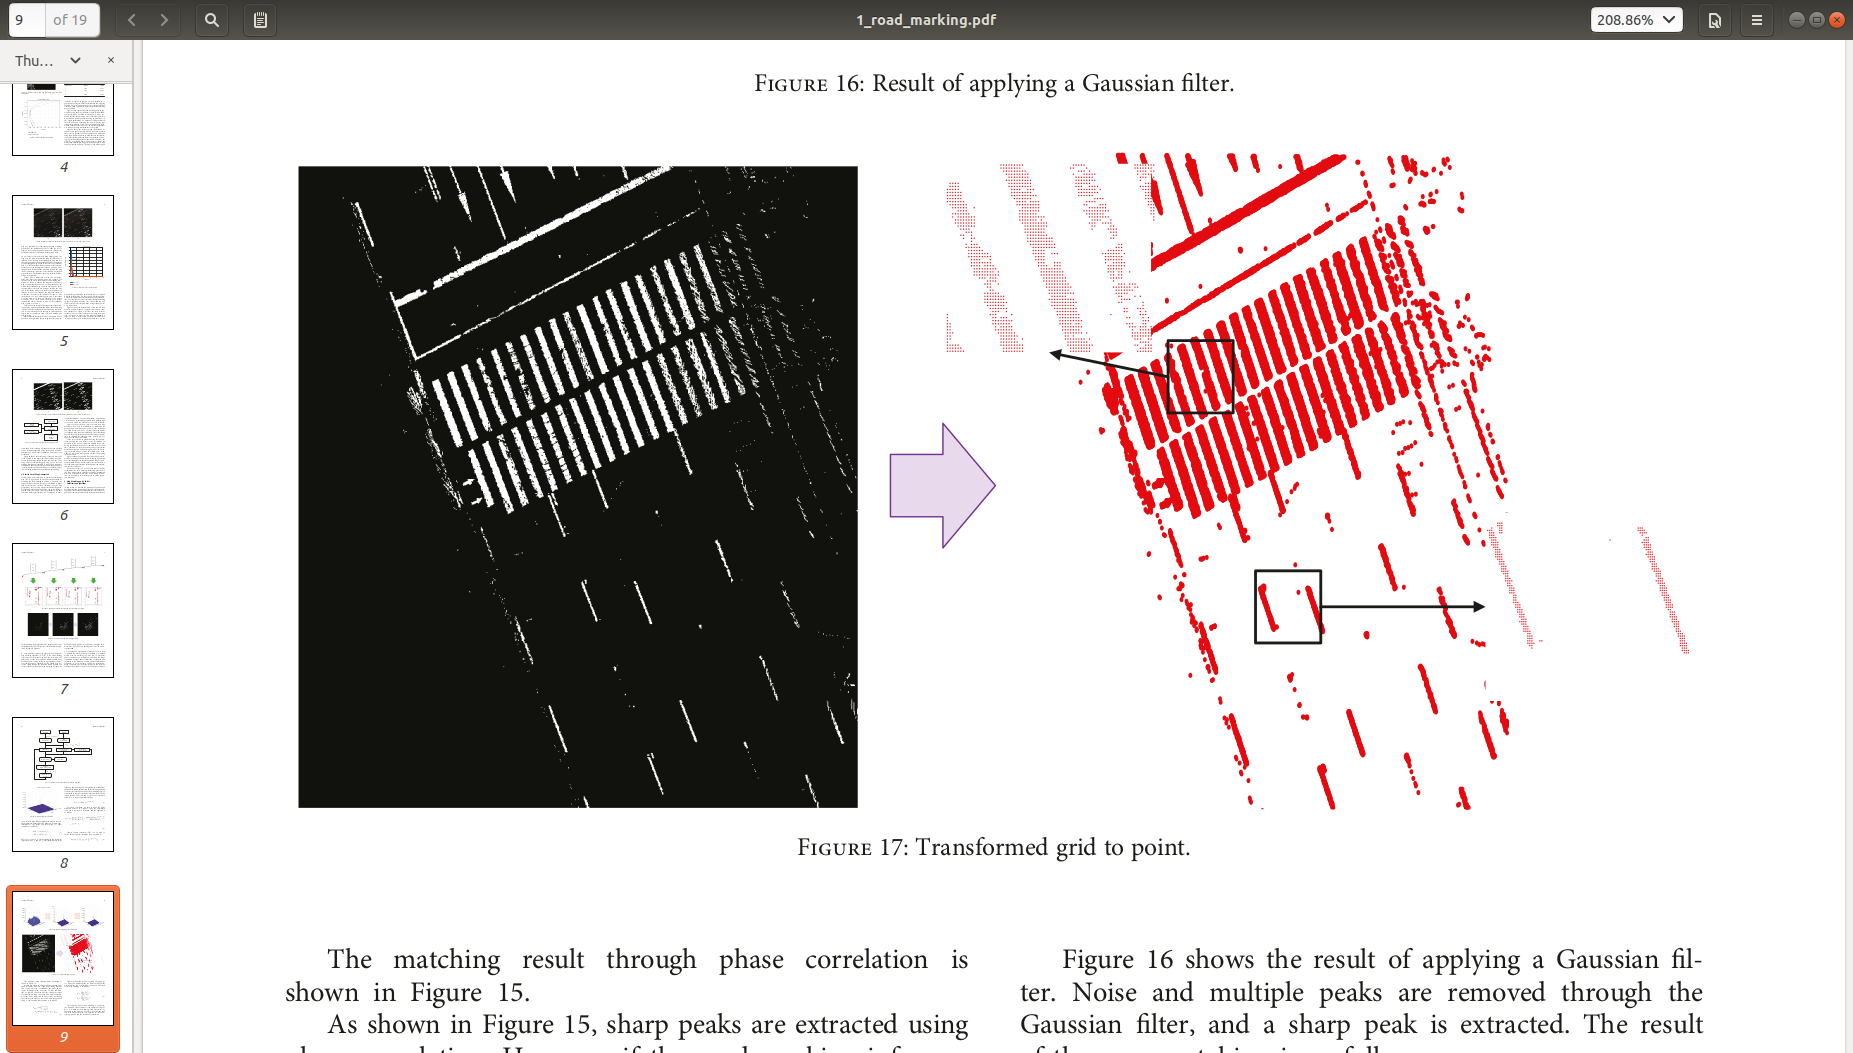 9
of 19
1_road_marking.pdf
208.86%
Thu...
4
5
6
7
8
9
FIGURE 16: Result of applying a Gaussian filter.
FIGURE 17: Transformed grid to point.
The matching result through phase correlation is
shown in Figure 15.
As shown in Figure 15, sharp peaks are extracted using
Figure 16 shows the result of applying a Gaussian fil-
ter. Noise and multiple peaks are removed through the
Gaussian filter, and a sharp peak is extracted. The result